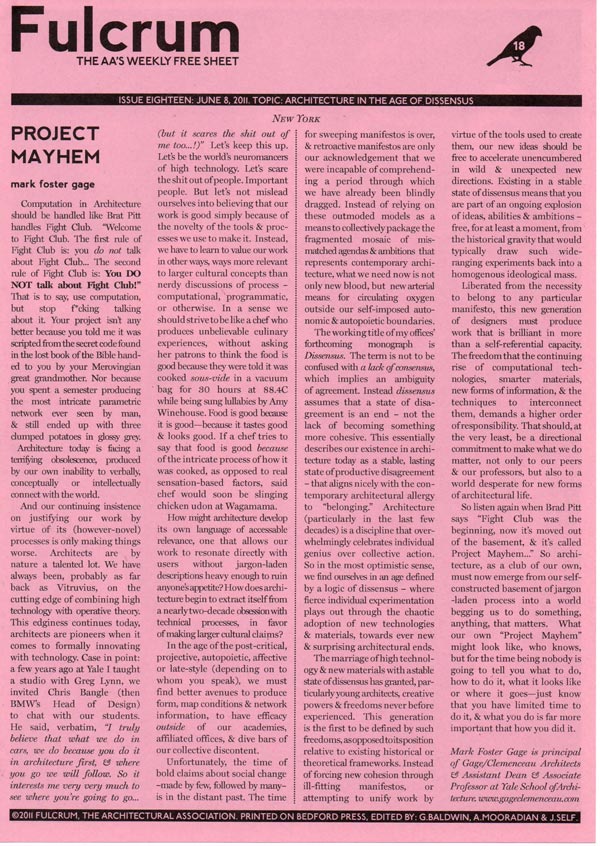 Fulcrum
THE AA'S WEEKLY FREE SHEET
18
ISSUE EIGHTEEN: JUNE 8, 2011. TOPIC: ARCHITECTURE IN THE AGE OF DISSENSUS
NEW YORK
PROJECT
MAYHEM
mark foster gage
Computation in Architecture
should be handled like Brat Pitt
handles Fight Club. "Welcome
to Fight Club. The first rule of
Fight Club is: you do not talk
about Fight Club... The second
rule of Fight Club is: You DO
NOT talk about Fight Club!"
That is to say, use computation,
but stop f*cking talking
about it. Your project isn't any
better because you told me it was
scripted from the secret code found
in the lost book of the Bible hand-
ed to you by your Merovingian
great grandmother. Nor because
you spent a semester producing
the most intricate parametric
network ever seen by man,
& still ended up with three
dumped potatoes in glossy grey.
Architecture today is facing a
terrifying obsolescence, produced
by our own inability to verbally,
conceptually or intellectually
connect with the world.
And our continuing insistence
on justifying our work by
virtue of its (however-novel)
processes is only making things
worse. Architects are by
nature a talented lot. We have
always been, probably as far
back as Vitruvius, on the
cutting edge of combining high
technology with operative theory.
This edginess continues today,
architects are pioneers when it
comes to formally innovating
with technology. Case in point:
a few years ago at Yale I taught
a studio with Greg Lynn, we
invited Chris Bangle (then
BMW's Head of Design)
to chat with our students.
He said, verbatim, "I truly
believe that what we do in
cars, we do because you do it
in architecture first, & where
you go we will follow. So it
interests me very very much to
see where you're going to go...
(but it scares the shit out of
me too...!)" Let's keep this up.
Let's be the world's neuromancers
of high technology. Let's scare
the shit out of people. Important
people. But let's not mislead
ourselves into believing that our
work is good simply because of
the novelty of the tools & proc-
esses we use to make it. Instead,
we have to learn to value our work
in other ways, ways more relevant
to larger cultural concepts than
nerdy discussions of process –
computational, programmatic,
or otherwise. In a sense we
should strive to be like a chef who
produces unbelievable culinary
experiences, without asking
her patrons to think the food is
good because they were told it was
cooked sous-vide in a vacuum
bag for 30 hours at 88.4C
while being sung lullabies by Amy
Winehouse. Food is good because
it is good—because it tastes good
& looks good. If a chef tries to
say that food is good because
of the intricate process of how it
was cooked, as opposed to real
sensation-based factors, said
chef would soon be slinging
chicken udon at Wagamama.
How might architecture develop
its own language of accessable
relevance, one that allows our
work to resonate directly with
users without jargon-laden
descriptions heavy enough to ruin
anyone's appetite? How does archi-
tecture begin to extract itself from
a nearly two-decade obsession with
technical processes, in favor
of making larger cultural claims?
In the age of the post-critical,
projective, autopoietic, affective
or late-style (depending on to
whom you speak), we must
find better avenues to produce
form, map conditions & network
information, to have efficacy
outside of our academies,
affiliated offices, & dive bars of
our collective discontent.
Unfortunately, the time of
bold claims about social change
–made by few, followed by many–
is in the distant past. The time
for sweeping manifestos is over,
& retroactive manifestos are only
our acknowledgement that we
were incapable of comprehend-
ing a period through which
we have already been blindly
dragged. Instead of relying on
these outmoded models as a
means to collectively package the
fragmented mosaic of mis-
matched agendas & ambitions that
represents contemporary archi-
tecture, what we need now is not
only new blood, but new arterial
means for circulating oxygen
outside our self-imposed auto-
nomic & autopoietic boundaries.
The working title of my offices'
forthcoming monograph is
Dissensus. The term is not to be
confused with a lack of consensus,
which implies an ambiguity
of agreement. Instead dissensus
assumes that a state of disa-
greement is an end – not the
lack of becoming something
more cohesive. This essentially
describes our existence in archi-
tecture today as a stable, lasting
state of productive disagreement
– that aligns nicely with the con-
temporary architectural allergy
to "belonging." Architecture
(particularly in the last few
decades) is a discipline that over-
whelmingly celebrates individual
genius over collective action.
So in the most optimistic sense,
we find ourselves in an age defined
by a logic of dissensus – where
fierce individual experimentation
plays out through the chaotic
adoption of new technologies
& materials, towards ever new
& surprising architectural ends.
The marriage of high technol-
ogy & new materials with a stable
state of dissensus has granted, par-
ticularly young architects, creative
powers & freedoms never before
experienced. This generation
is the first to be defined by such
freedoms, as opposed to its position
relative to existing historical or
theoretical frameworks. Instead
of forcing new cohesion through
ill-fitting manifestos, or
attempting to unify work by
virtue of the tools used to create
them, our new ideas should be
free to accelerate unencumbered
in wild & unexpected new
directions. Existing in a stable
state of dissensus means that you
are part of an ongoing explosion
of ideas, abilities & ambitions –
free, for at least a moment, from
the historical gravity that would
typically draw such wide-
ranging experiments back into a
homogenous ideological mass.
Liberated from the necessity
to belong to any particular
manifesto, this new generation
of designers must produce
work that is brilliant in more
than a self-referential capacity.
The freedom that the continuing
rise of computational tech-
nologies, smarter materials,
new forms of information, & the
techniques to interconnect
them, demands a higher order
of responsibility. That should, at
the very least, be a directional
commitment to make what we do
matter, not only to our peers
& our professors, but also to a
world desperate for new forms
of architectural life.
So listen again when Brad Pitt
says "Fight Club was the
beginning, now it's moved out
of the basement, & it's called
Project Mayhem..." So archi-
tecture, as a club of our own,
must now emerge from our self-
constructed basement of jargon
-laden process into a world
begging us to do something,
anything, that matters. What
our own "Project Mayhem"
might look like, who knows,
but for the time being nobody is
going to tell you what to do,
how to do it, what it looks like
or where it goes—just know
that you have limited time to
do it, & what you do is far more
important that how you did it.
Mark Foster Gage is principal
of Gage/Clemenceau Architects
& Assistant Dean & Associate
Professor at Yale School of Archi-
tecture. www.gageclemenceau.com
©2011 FULCRUM, THE ARCHITECTURAL ASSOCIATION. PRINTED ON BEDFORD PRESS, EDITED BY: G.BALDWIN, A.MOORADIAN & J.SELF.